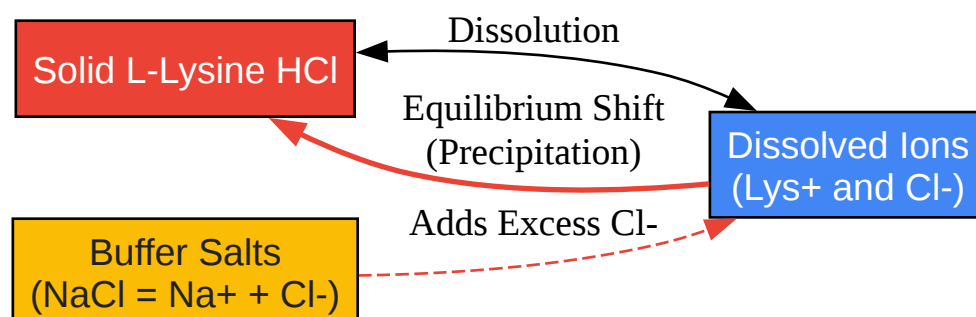 Dissolution
Solid L-Lysine HCl
Equilibrium Shift
(Precipitation)
Dissolved Ions
(Lys+ and Cl-)
Adds Excess Cl-
Buffer Salts
(NaCl = Na+ + Cl-)